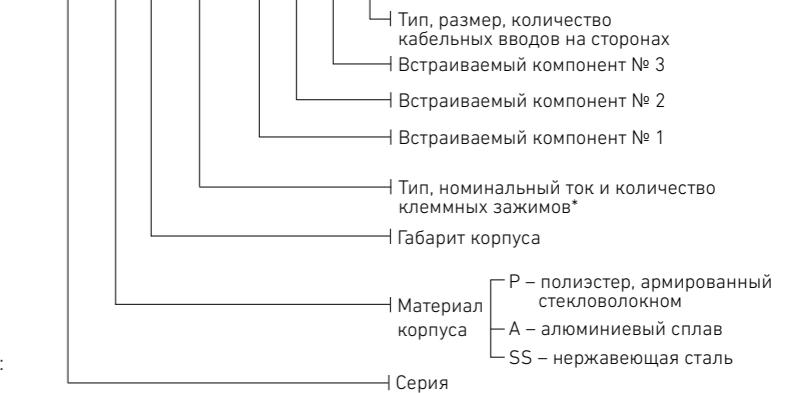 Тип, размер, количество
кабельных вводов на сторонах
Встраиваемый компонент № 3
Встраиваемый компонент № 2
Встраиваемый компонент № 1
Тип, номинальный ток и количество
клеммных зажимов*
Габарит корпуса
Материал
корпуса
P – полиэстер, армированный
стекловолокном
A – алюминиевый сплав
SS – нержавеющая сталь
:
Серия